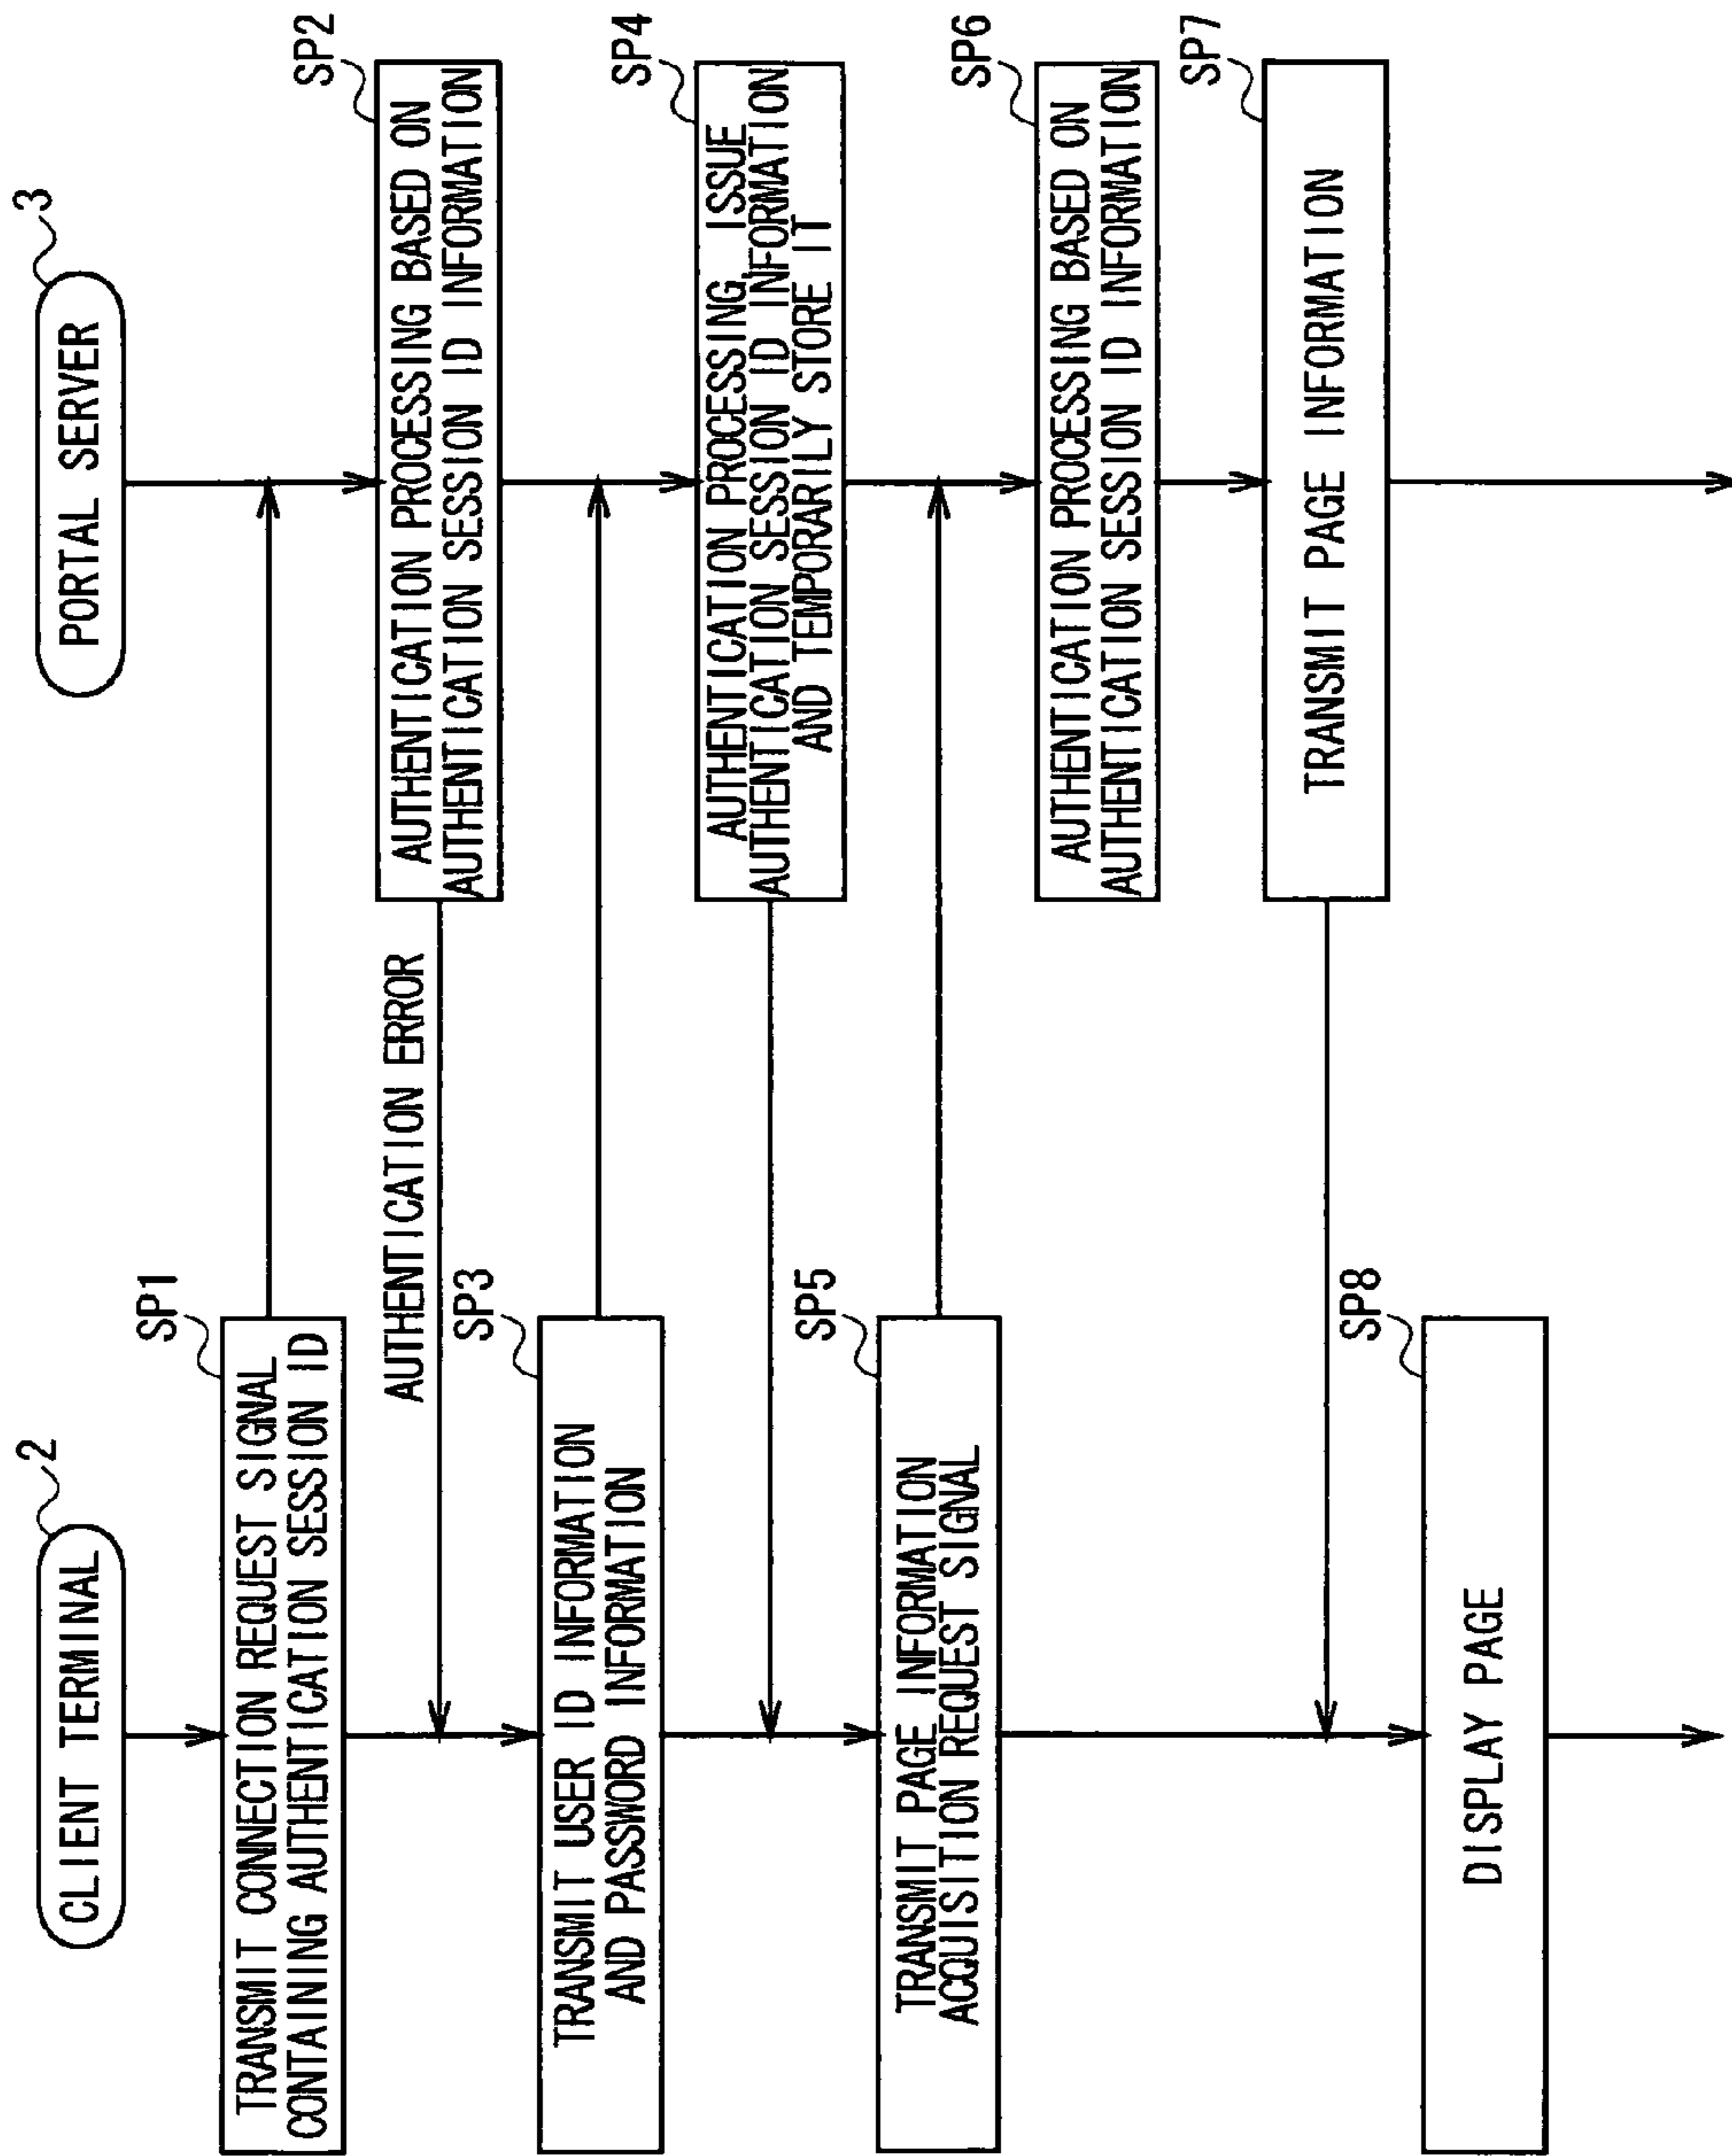 CLIENT TERMINAL
2
PORTAL SERVER
3
SP1
TRANSMIT CONNECTION REQUEST SIGNAL
CONTAINING AUTHENTICATION SESSION ID
SP2
AUTHENTICATION PROCESSING BASED ON
AUTHENTICATION SESSION ID INFORMATION
AUTHENTICATION ERROR
SP3
TRANSMIT USER ID INFORMATION
AND PASSWORD INFORMATION
SP4
AUTHENTICATION PROCESSING, ISSUE
AUTHENTICATION SESSION ID INFORMATION
AND TEMPORARILY STORE IT
SP5
TRANSMIT PAGE INFORMATION
ACQUISITION REQUEST SIGNAL
SP6
AUTHENTICATION PROCESSING BASED ON
AUTHENTICATION SESSION ID INFORMATION
SP7
TRANSMIT PAGE INFORMATION
SP8
DISPLAY PAGE